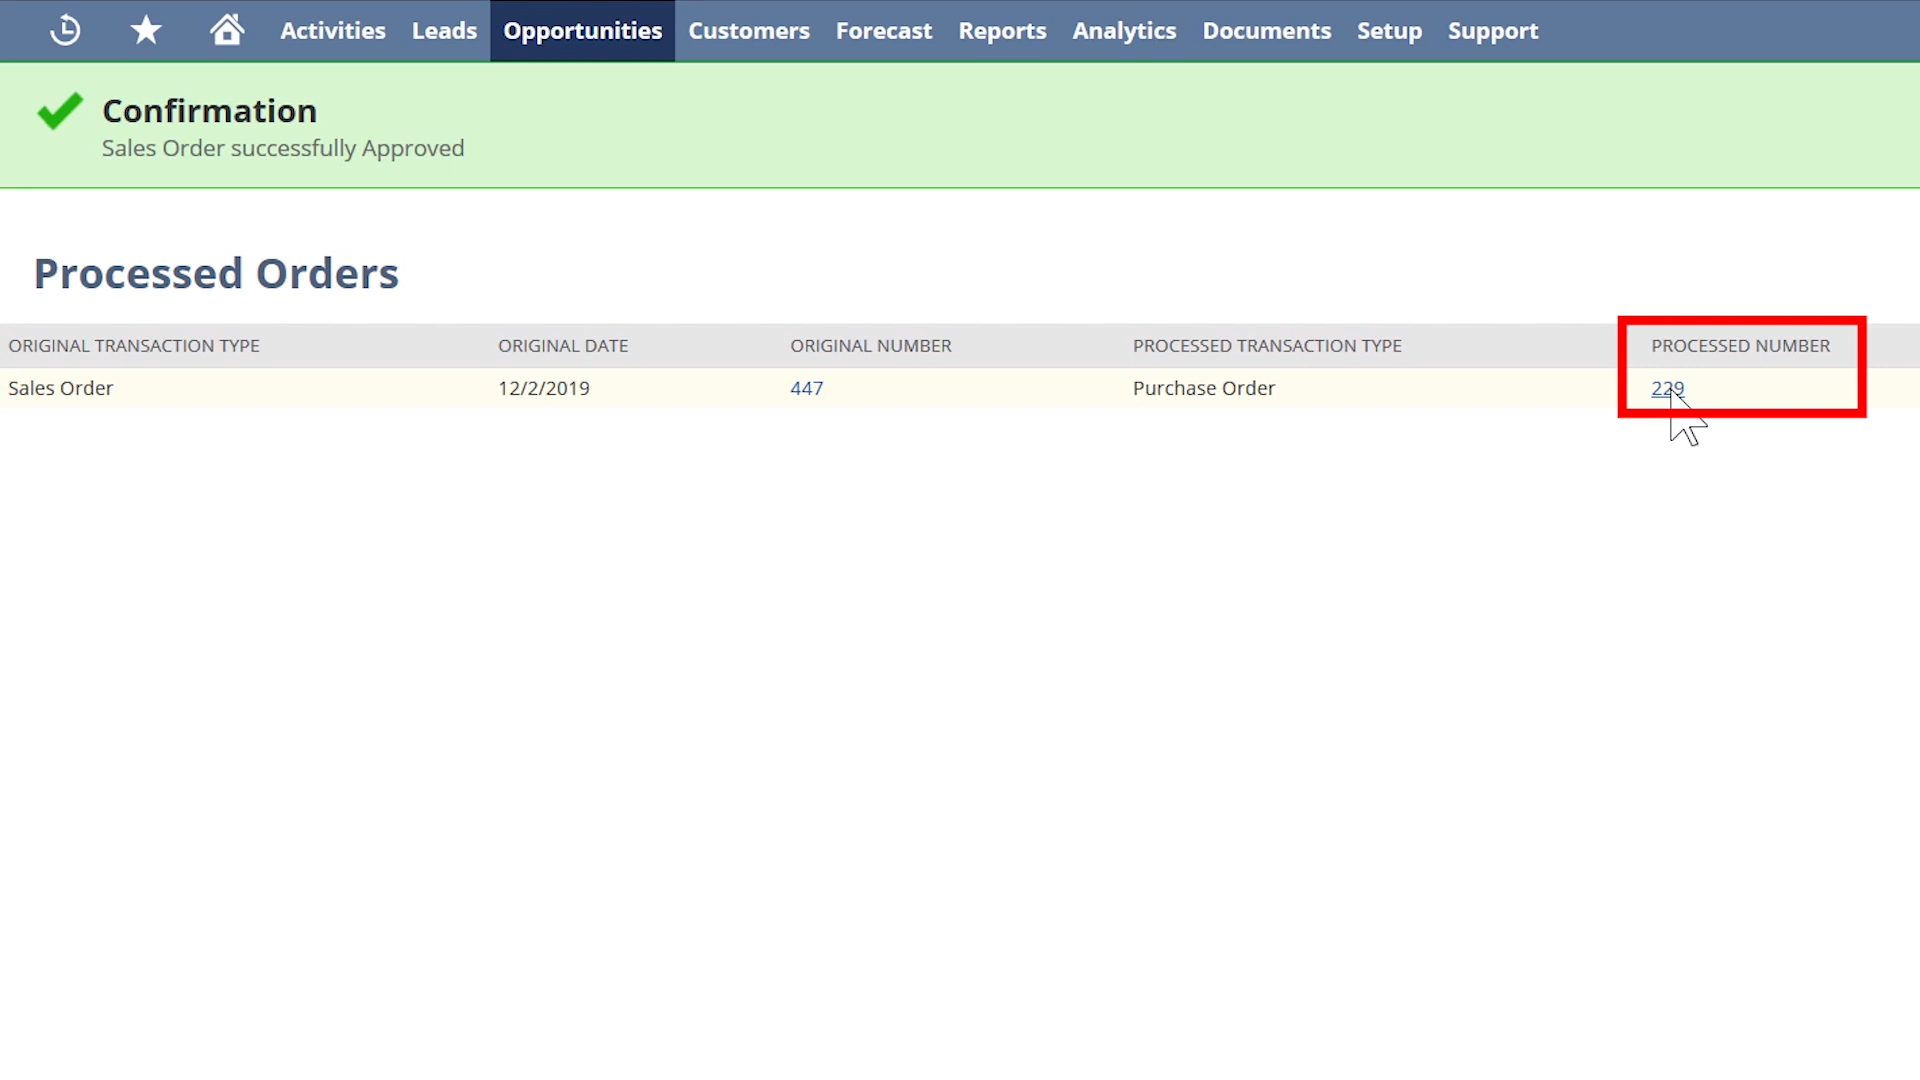 Activities Leads Opportunities Customers Forecast Reports Analytics Documents Setup Support
Confirmation
Sales Order successfully Approved
Processed Orders
ORIGINAL TRANSACTION TYPE ORIGINAL DATE ORIGINAL NUMBER PROCESSED TRANSACTION TYPE PROCESSED NUMBER
Sales Order 12/2/2019 447 Purchase Order 229